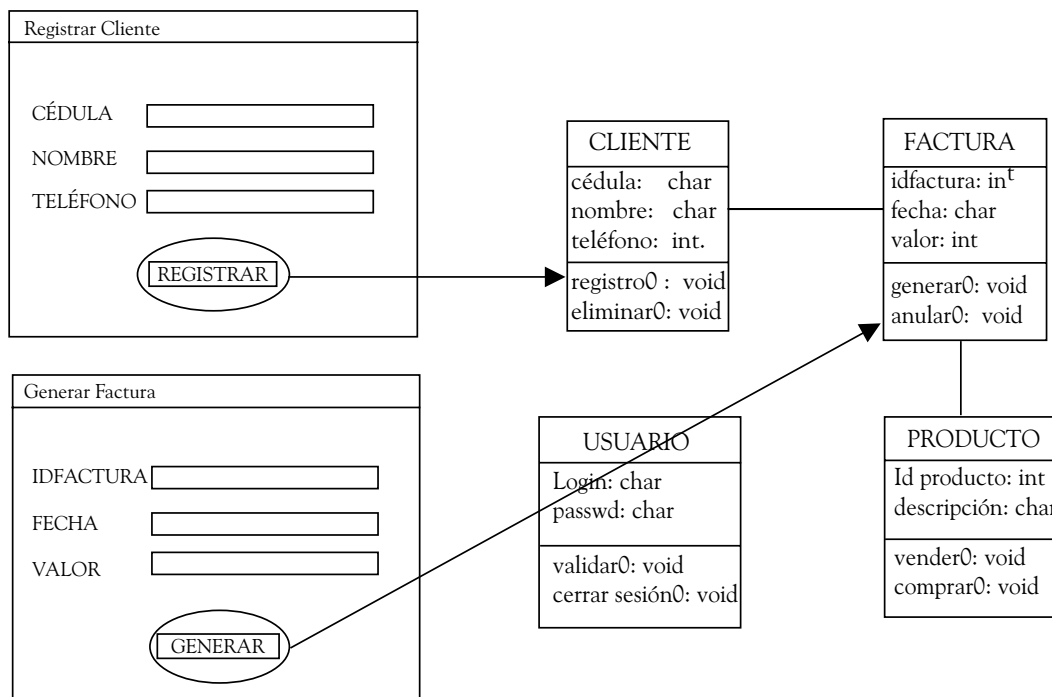 Registrar Cliente
CÉDULA
NOMBRE
TELÉFONO
REGISTRAR
CLIENTE
cédula: char
nombre: char
teléfono: int.
registro0 : void
eliminar0: void
FACTURA
idfactura: int
fecha: char
valor: int
generar0: void
anular0: void
Generar Factura
IDFACTURA
FECHA
VALOR
GENERAR
USUARIO
Login: char
passwd: char
validar0: void
cerrar sesión0: void
PRODUCTO
Id producto: int
descripción: char
vender0: void
comprar0: void